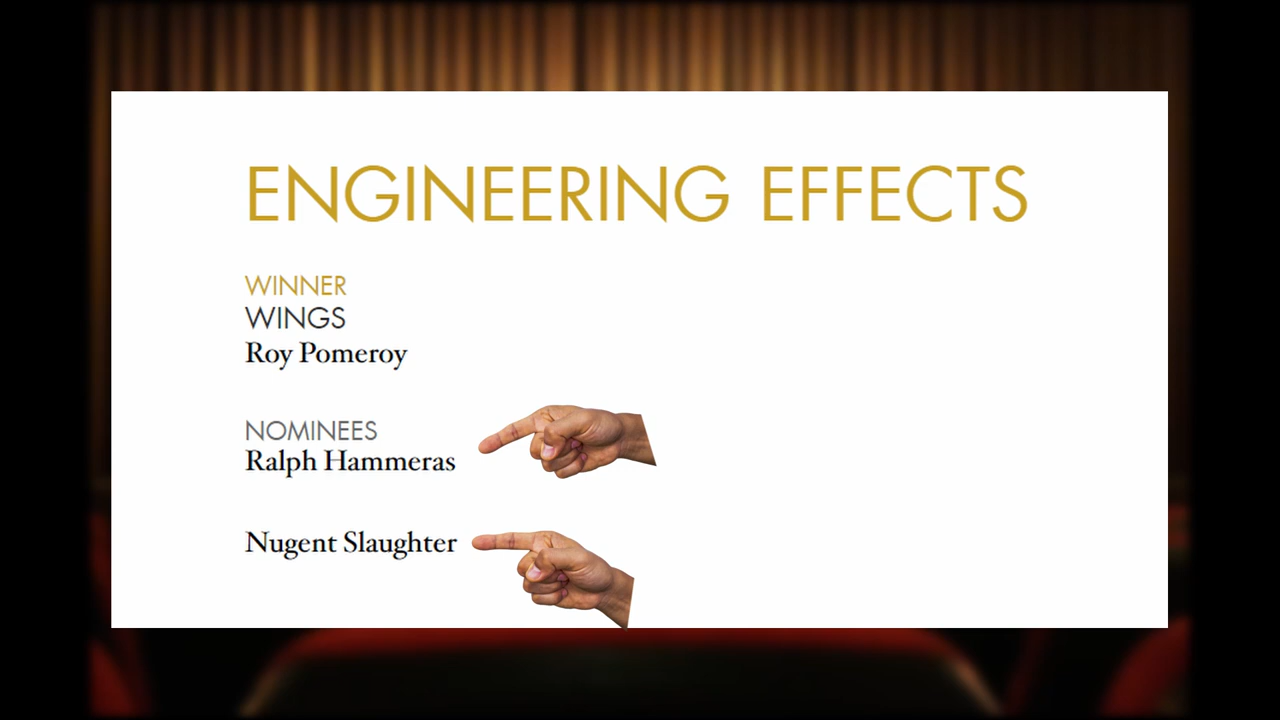 ENGINEERING EFFECTS
WINNER
WINGS
Roy Pomeroy
NOMINEES
Ralph Hammeras
Nugent Slaughter